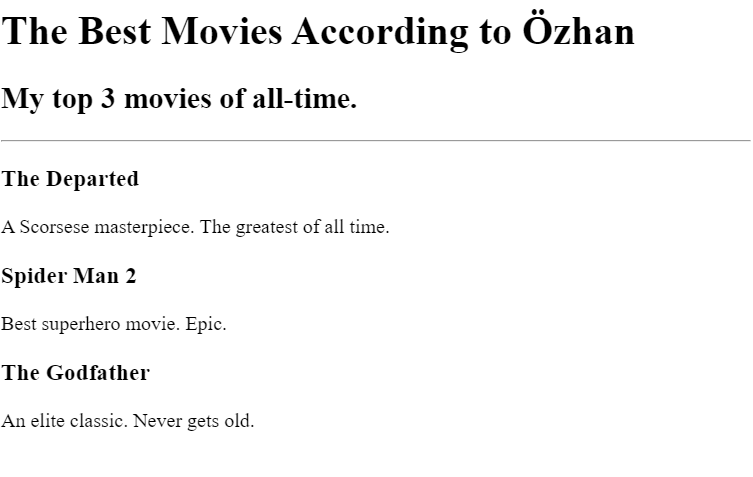 The Best Movies According to Özhan
My top 3 movies of all-time.
The Departed
A Scorsese masterpiece. The greatest of all time.
Spider Man 2
Best superhero movie. Epic.
The Godfather
An elite classic. Never gets old.